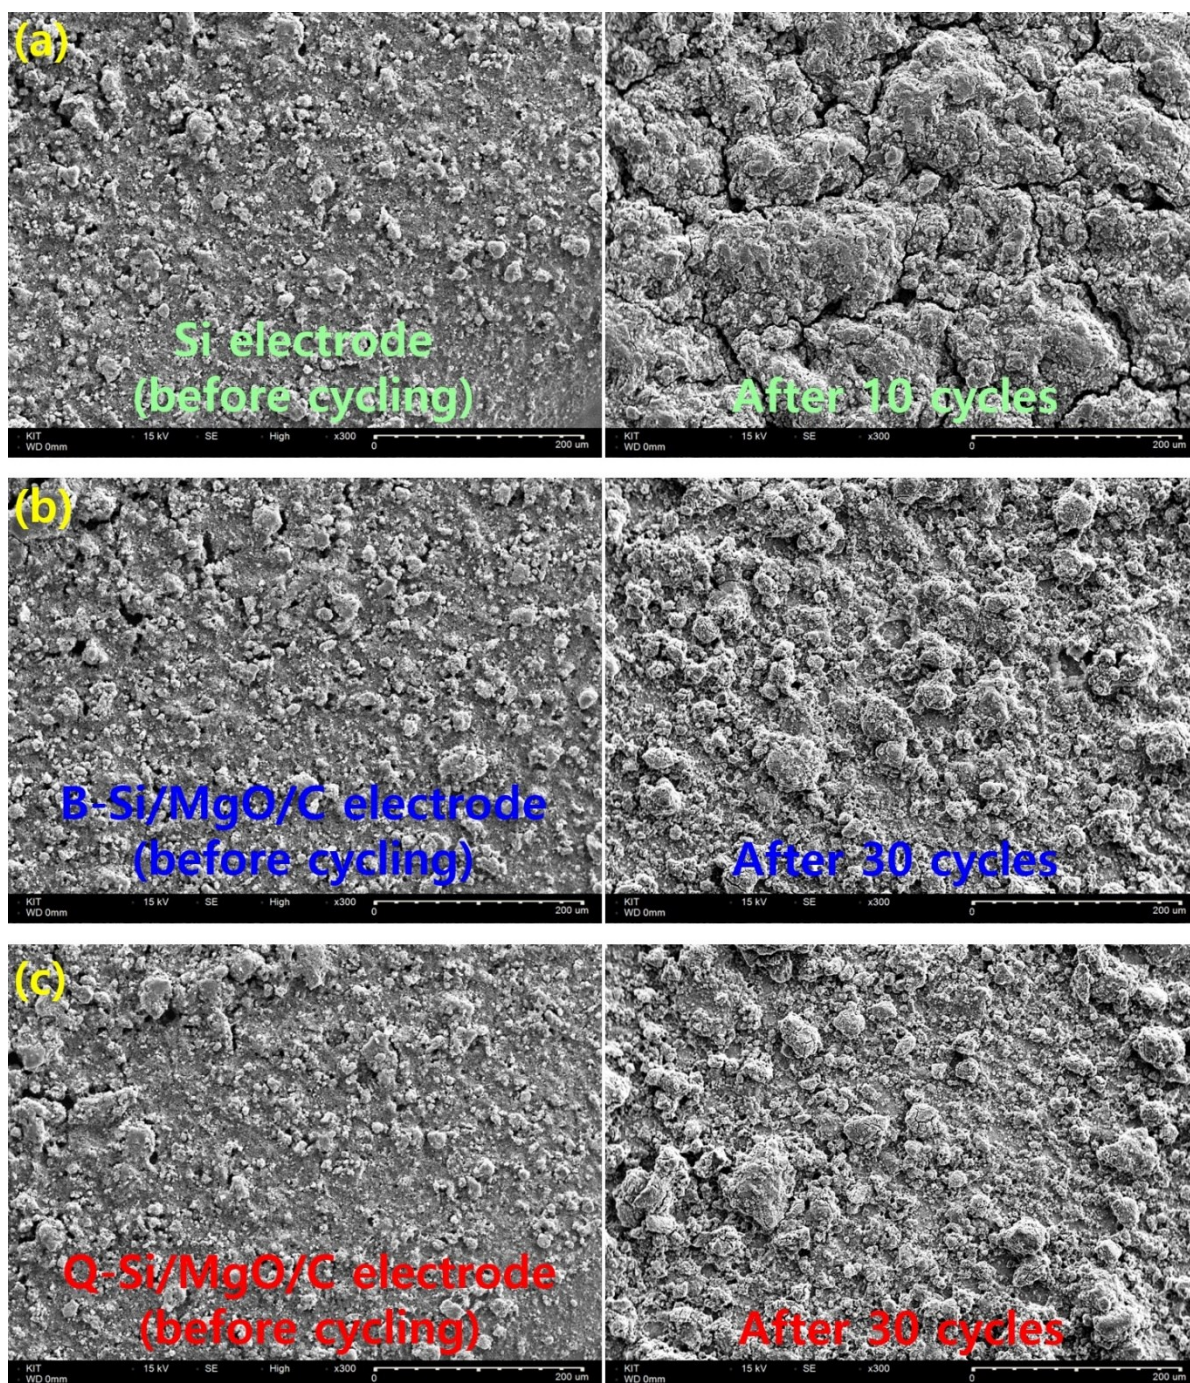 (a)
Si electrode
(before cycling)
KIT 15 kV SE High x300 200 um
WD 0mm 0
After 10 cycles
KIT 15 kV SE x300 200 um
WD 0mm 0
(b)
B-Si/MgO/C electrode
(before cycling)
KIT 15 kV SE High x300 200 um
WD 0mm 0
After 30 cycles
KIT 15 kV SE x300 200 um
WD 0mm 0
(c)
Q-Si/MgO/C electrode
(before cycling)
KIT 15 kV SE High x300 200 um
WD 0mm 0
After 30 cycles
KIT 15 kV SE x300 200 um
WD 0mm 0